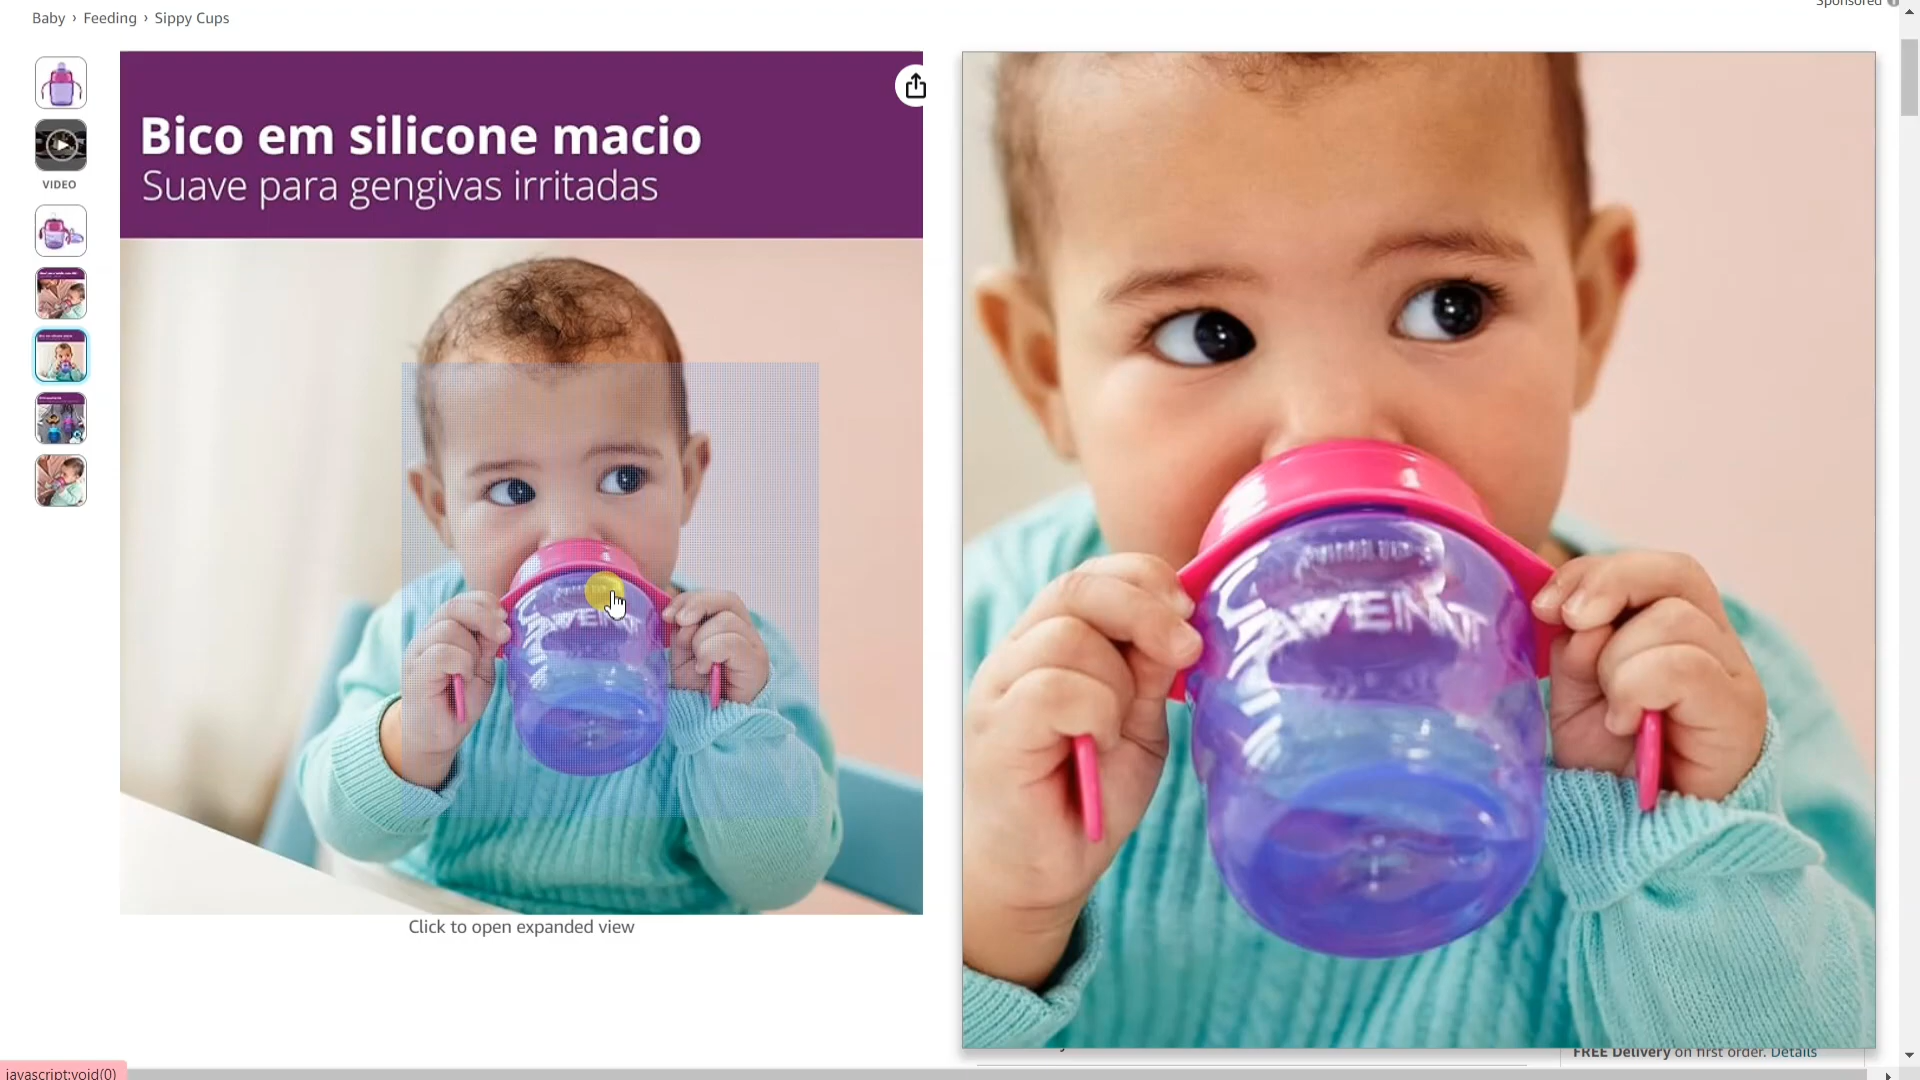 Sponsored
Baby › Feeding › Sippy Cups
Bico em silicone macio
Suave para gengivas irritadas
VIDEO
AVENT
Click to open expanded view
FREE Delivery on first order. Details
javascript:void(0)